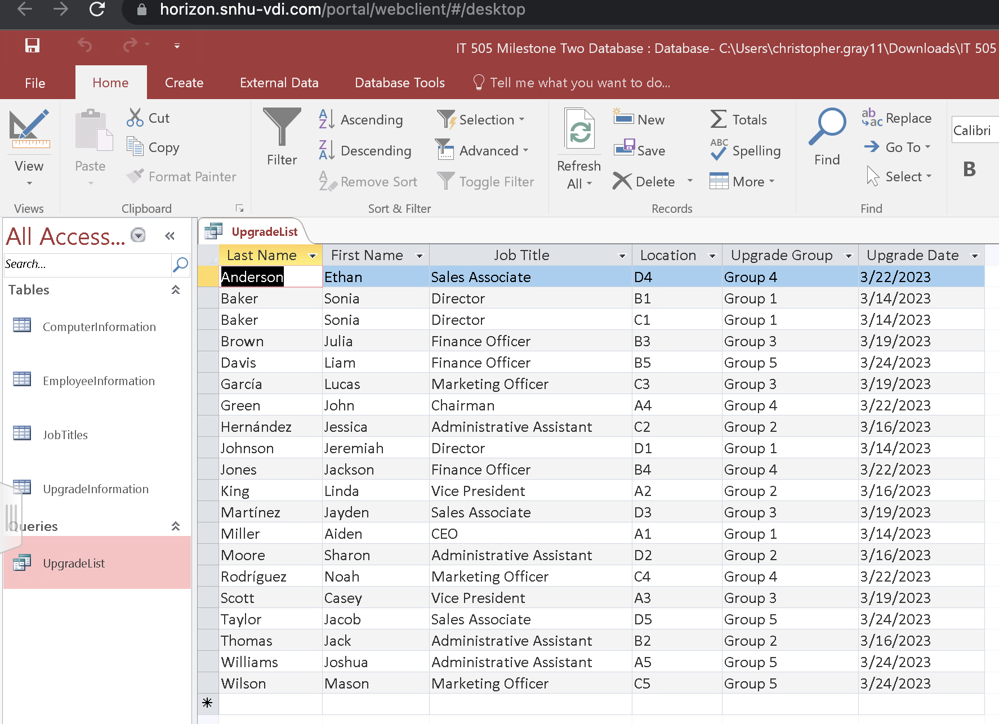 horizon.snhu-vdi.com/portal/webclient/#/desktop
IT 505 Milestone Two Database : Database- C:\Users\christopher.gray11\Downloads\IT 505
File Home Create External Data Database Tools Tell me what you want to do...
View
Views
Paste
Cut
Copy
Format Painter
Clipboard
Filter
Ascending
Descending
Remove Sort
Selection
Advanced
Toggle Filter
Sort & Filter
Refresh
All
New
Save
Delete
Totals
Spelling
More
Records
Find
Replace
Go To
Select
Find
Calibri
B
All Access...
Search...
Tables
ComputerInformation
EmployeeInformation
JobTitles
UpgradeInformation
Queries
UpgradeList
UpgradeList
Last Name First Name Job Title Location Upgrade Group Upgrade Date
Anderson Ethan Sales Associate D4 Group 4 3/22/2023
Baker Sonia Director B1 Group 1 3/14/2023
Baker Sonia Director C1 Group 1 3/14/2023
Brown Julia Finance Officer B3 Group 3 3/19/2023
Davis Liam Finance Officer B5 Group 5 3/24/2023
García Lucas Marketing Officer C3 Group 3 3/19/2023
Green John Chairman A4 Group 4 3/22/2023
Hernández Jessica Administrative Assistant C2 Group 2 3/16/2023
Johnson Jeremiah Director D1 Group 1 3/14/2023
Jones Jackson Finance Officer B4 Group 4 3/22/2023
King Linda Vice President A2 Group 2 3/16/2023
Martínez Jayden Sales Associate D3 Group 3 3/19/2023
Miller Aiden CEO A1 Group 1 3/14/2023
Moore Sharon Administrative Assistant D2 Group 2 3/16/2023
Rodríguez Noah Marketing Officer C4 Group 4 3/22/2023
Scott Casey Vice President A3 Group 3 3/19/2023
Taylor Jacob Sales Associate D5 Group 5 3/24/2023
Thomas Jack Administrative Assistant B2 Group 2 3/16/2023
Williams Joshua Administrative Assistant A5 Group 5 3/24/2023
Wilson Mason Marketing Officer C5 Group 5 3/24/2023